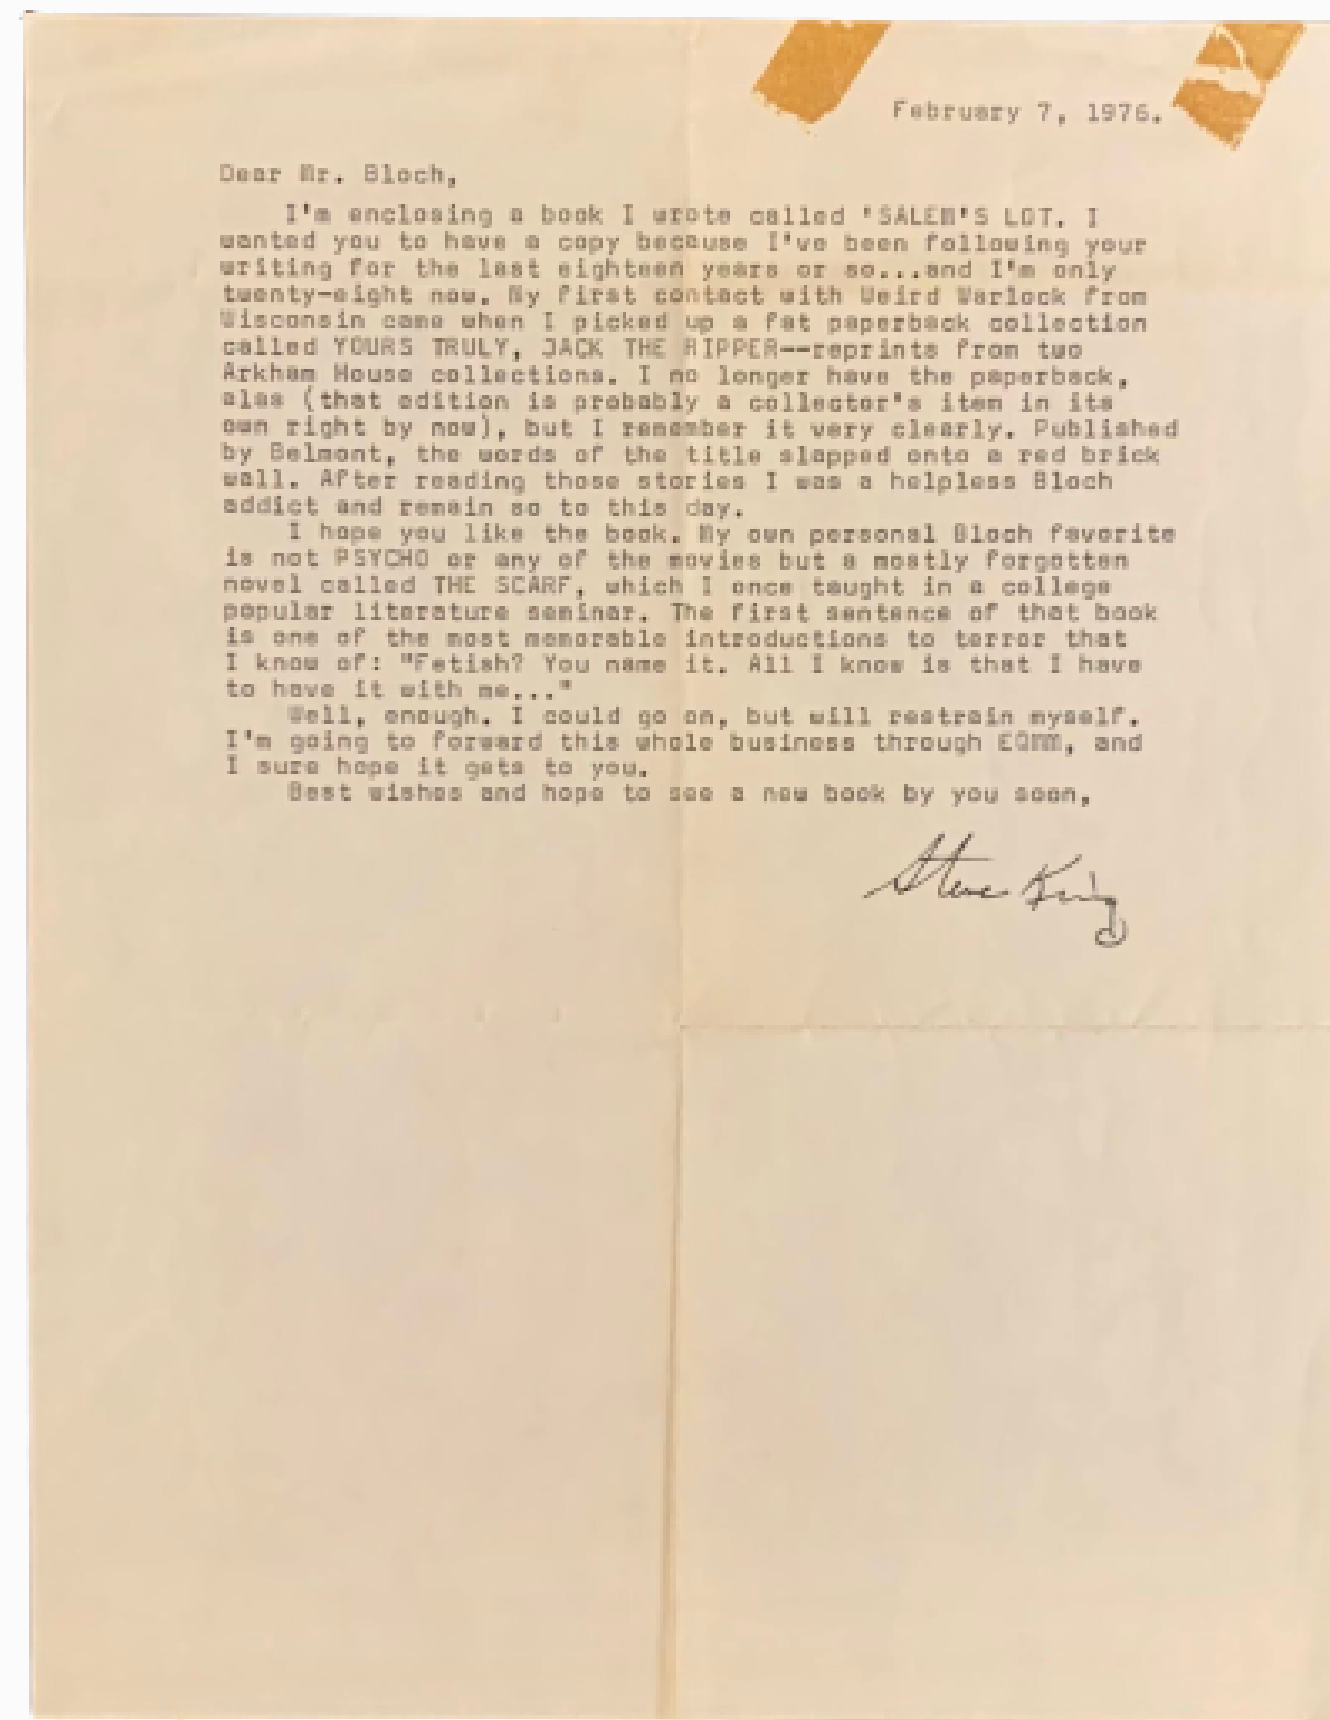 February 7, 1976.
Dear Mr. Bloch,
I'm enclosing a book I wrote called 'SALEM'S LOT. I
wanted you to have a copy because I've been following your
writing for the last eighteen years or so...and I'm only
twenty-eight now. My first contact with Weird Warlock from
Wisconsin came when I picked up a fat paperback collection
called YOURS TRULY, JACK THE RIPPER--reprints from two
Arkham House collections. I no longer have the paperback,
alas (that edition is probably a collector's item in its
own right by now), but I remember it very clearly. Published
by Belmont, the words of the title slapped onto a red brick
wall. After reading those stories I was a helpless Bloch
addict and remain so to this day.
I hope you like the book. My own personal Bloch favorite
is not PSYCHO or any of the movies but a mostly forgotten
novel called THE SCARF, which I once taught in a college
popular literature seminar. The first sentence of that book
is one of the most memorable introductions to terror that
I know of: "Fetish? You name it. All I know is that I have
to have it with me..."
Well, enough. I could go on, but will restrain myself.
I'm going to forward this whole business through EQMM, and
I sure hope it gets to you.
Best wishes and hope to see a new book by you soon,
Steve King